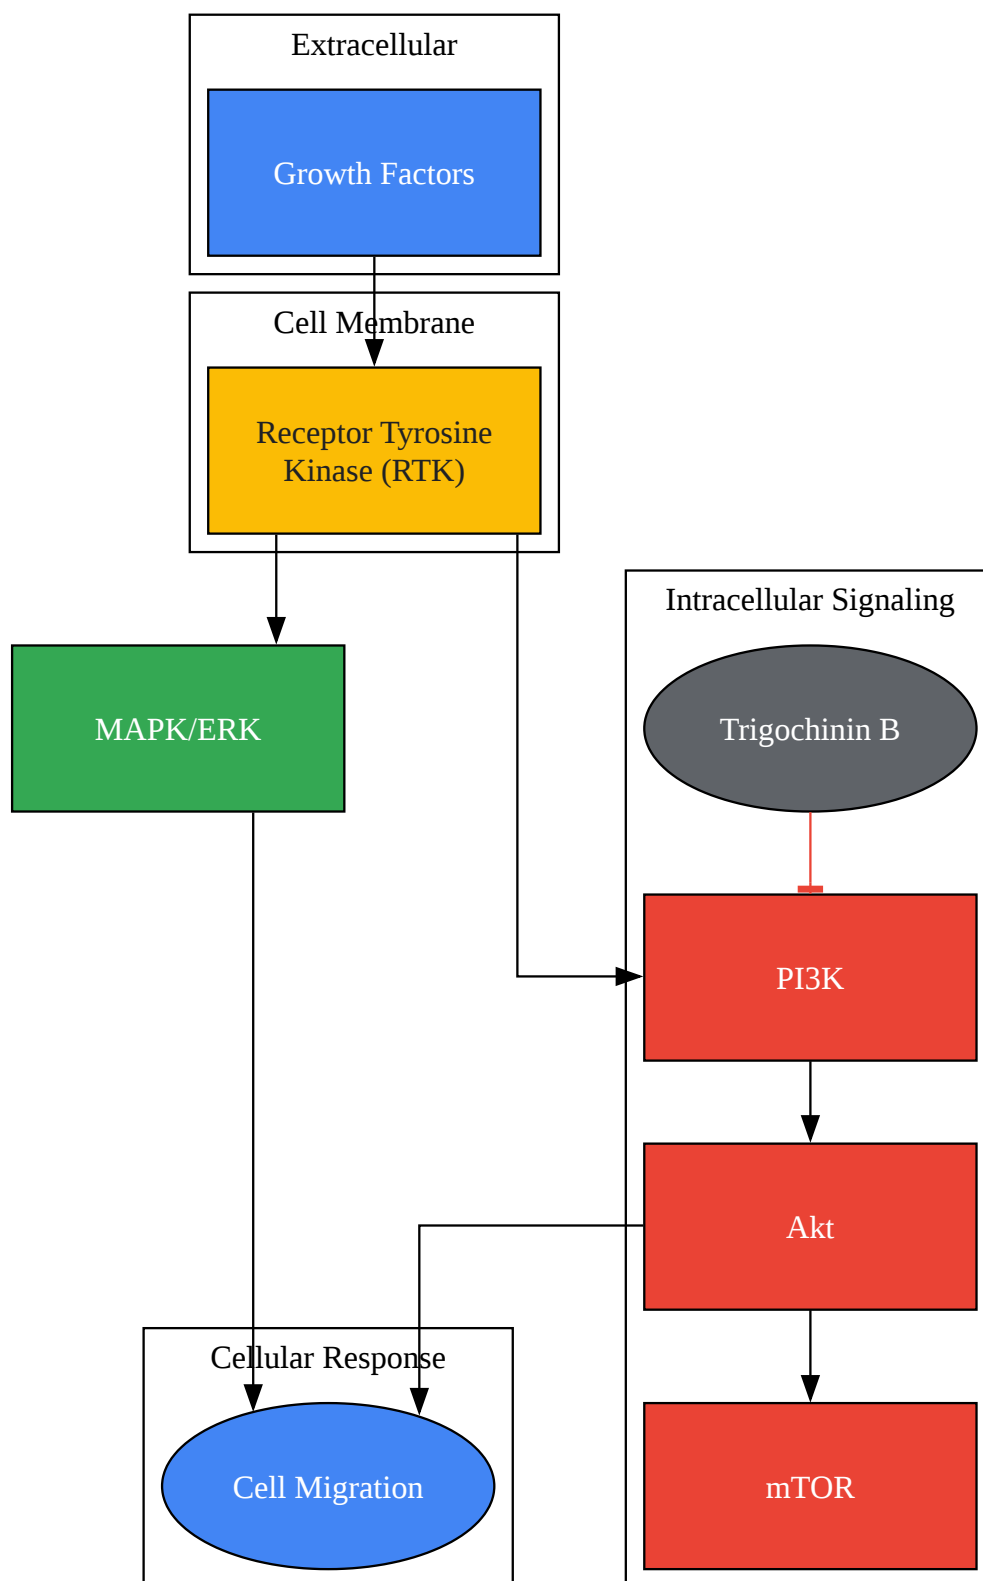 Extracellular
Growth Factors
Cell Membrane
Receptor Tyrosine
Kinase (RTK)
Intracellular Signaling
MAPK/ERK
Trigochinin B
PI3K
Akt
Cellular Response
Cell Migration
mTOR